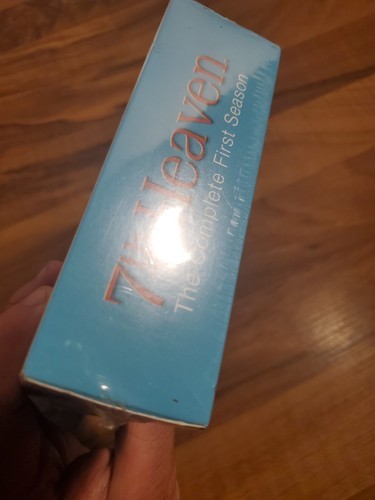 7th Heaven
The Complete First Season